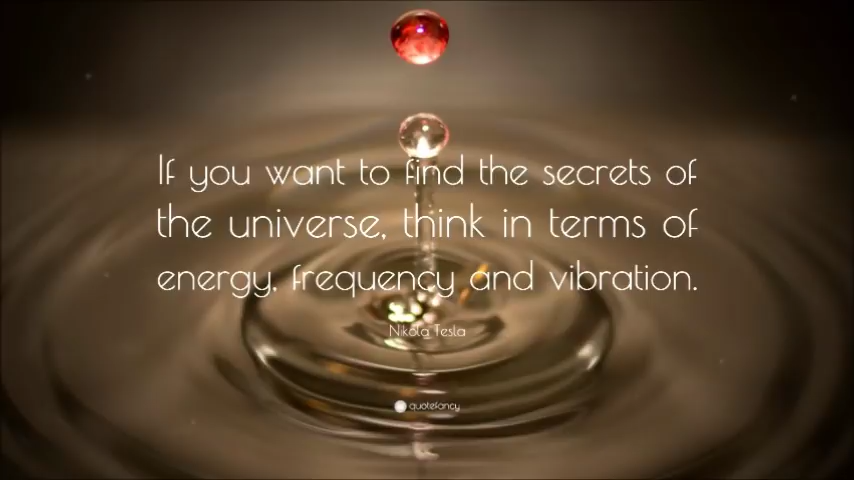 If you want to find the secrets of
the universe, think in terms of
energy, frequency and vibration.
Nikola Tesla
quotefancy